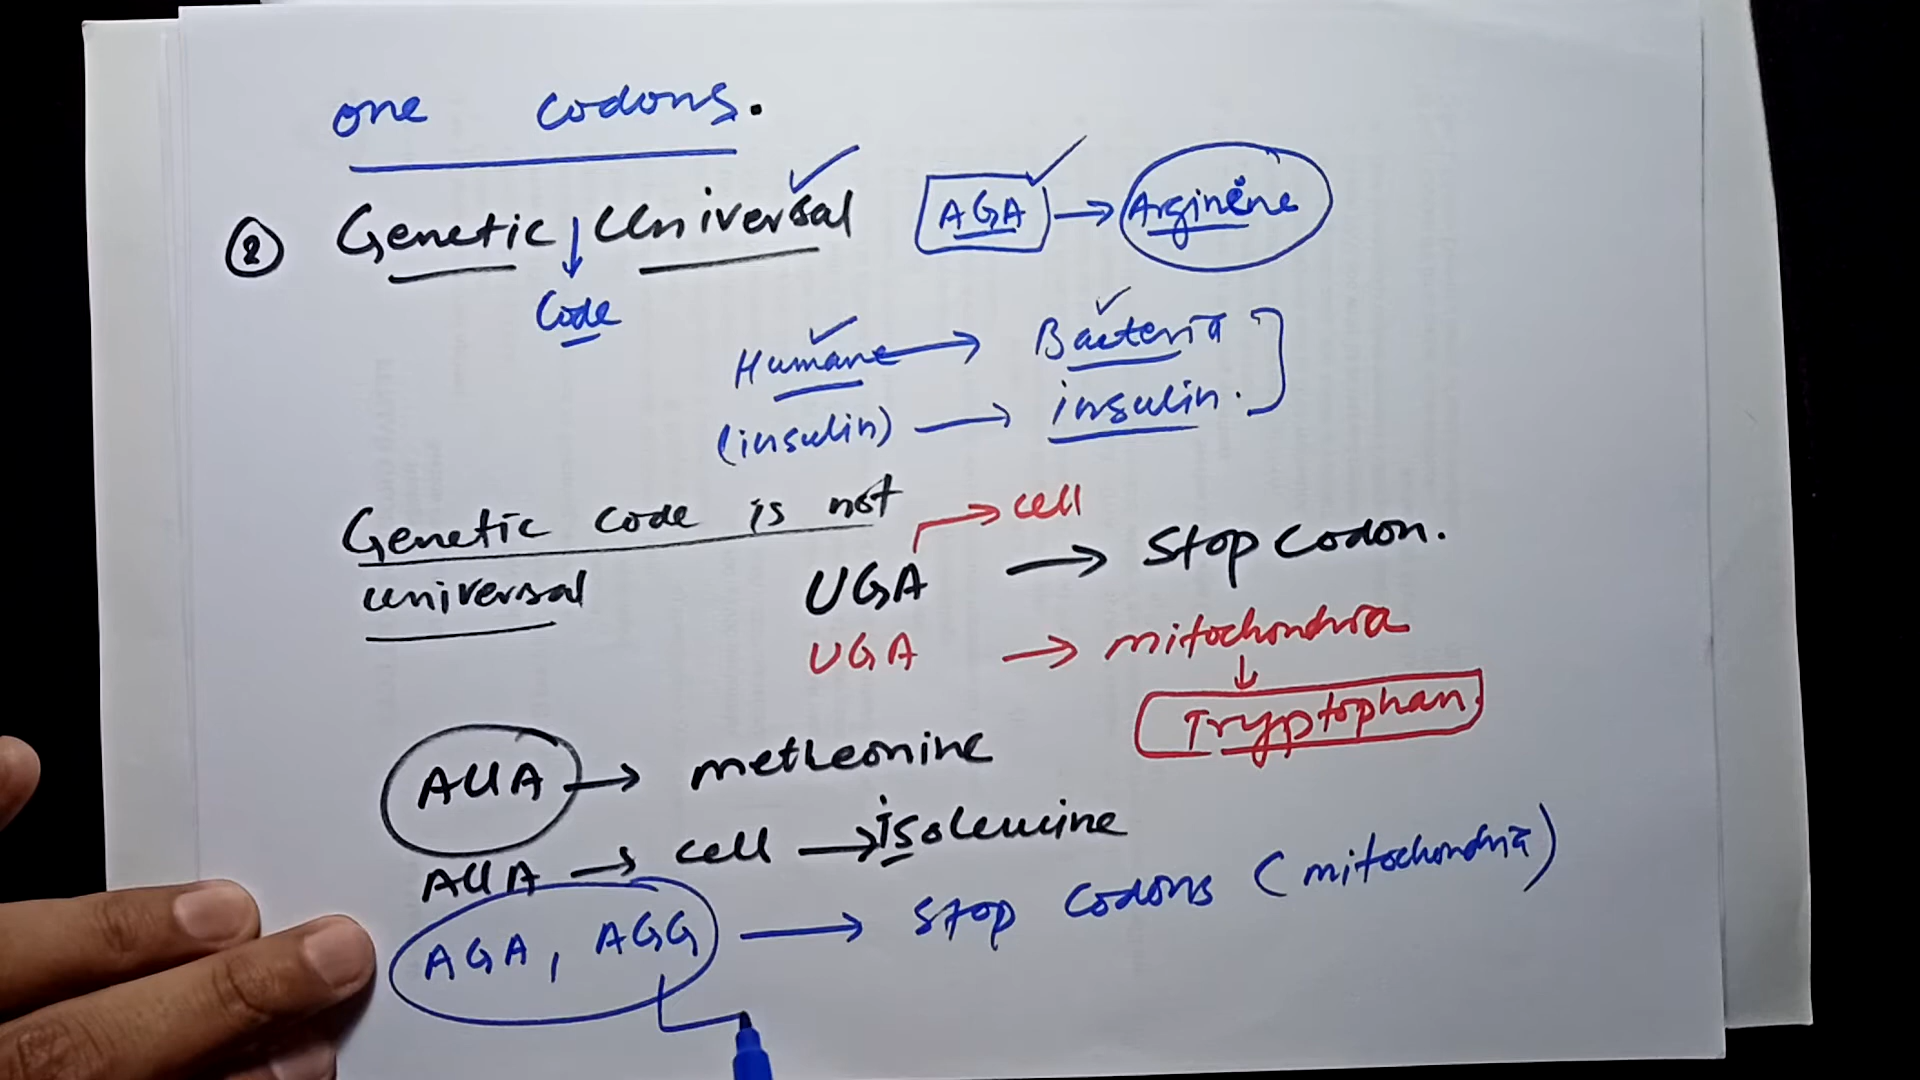 one codons.
② Genetic Universal AGA → Arginine
Code
Humane → Bacteria
(insulin) → insulin.
Genetic code is not
universal
→ cell
UGA → Stop codon.
UGA → mitochondria
↓
Tryptophan.
AUA → metheonine
AUA → cell → isoleucine
AGA, AGG → stop codons (mitochondria)